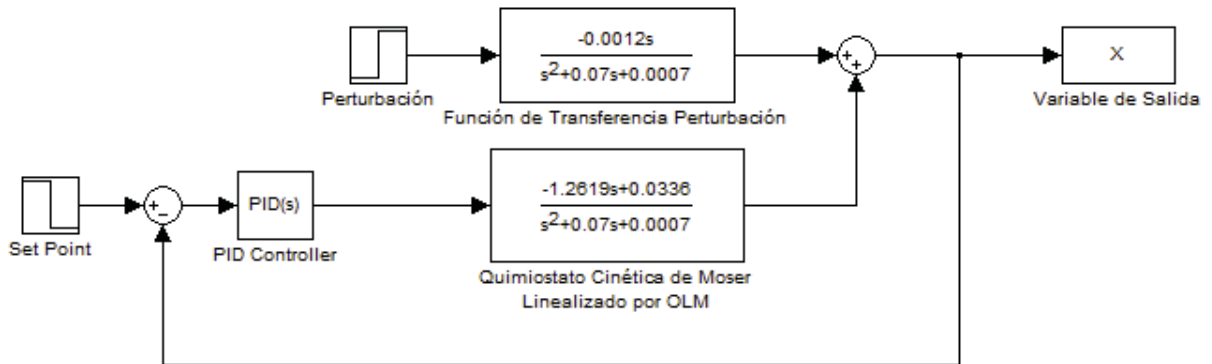 -0.0012s
s²+0.07s+0.0007
Perturbación
Función de Transferencia Perturbación
X
Variable de Salida
+
+
Set Point
+
−
PID(s)
PID Controller
-1.2619s+0.0336
s²+0.07s+0.0007
Quimiostato Cinética de Moser
Linealizado por OLM